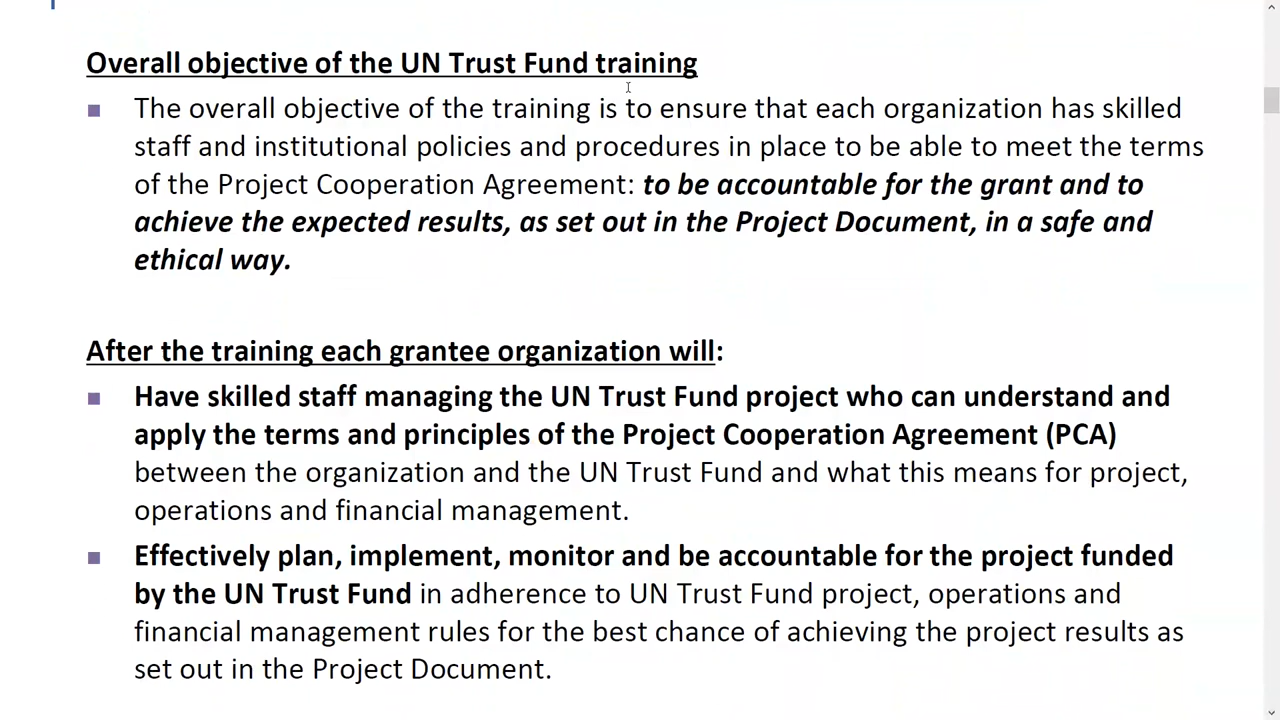 Overall objective of the UN Trust Fund training
■ The overall objective of the training is to ensure that each organization has skilled
staff and institutional policies and procedures in place to be able to meet the terms
of the Project Cooperation Agreement: to be accountable for the grant and to
achieve the expected results, as set out in the Project Document, in a safe and
ethical way.
After the training each grantee organization will:
■ Have skilled staff managing the UN Trust Fund project who can understand and
apply the terms and principles of the Project Cooperation Agreement (PCA)
between the organization and the UN Trust Fund and what this means for project,
operations and financial management.
■ Effectively plan, implement, monitor and be accountable for the project funded
by the UN Trust Fund in adherence to UN Trust Fund project, operations and
financial management rules for the best chance of achieving the project results as
set out in the Project Document.